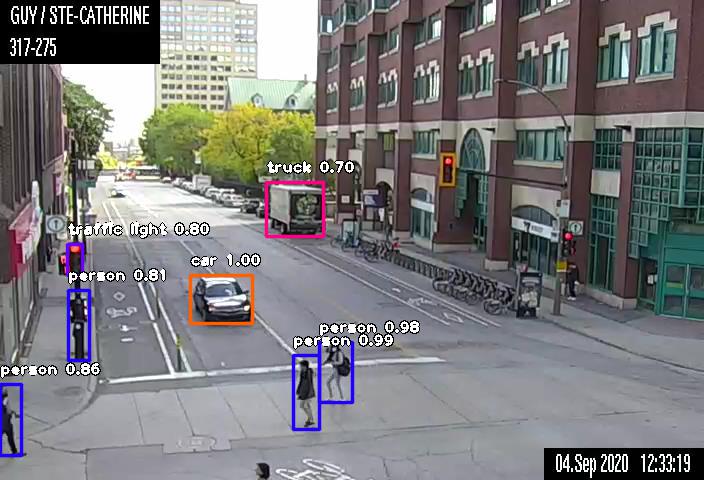 GUY / STE-CATHERINE
317-275
truck 0.70
traffic light 0.80
car 1.00
person 0.81
person 0.98
person 0.99
person 0.86
04.Sep 2020 12:33:19